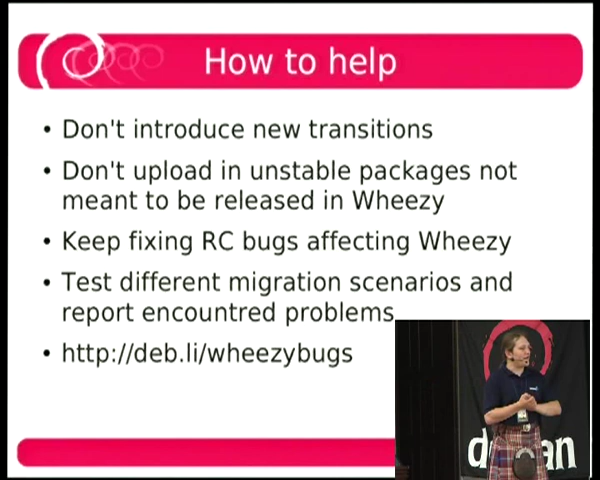 How to help
• Don't introduce new transitions
• Don't upload in unstable packages not
meant to be released in Wheezy
• Keep fixing RC bugs affecting Wheezy
• Test different migration scenarios and
report encountred problems
• http://deb.li/wheezybugs
debian